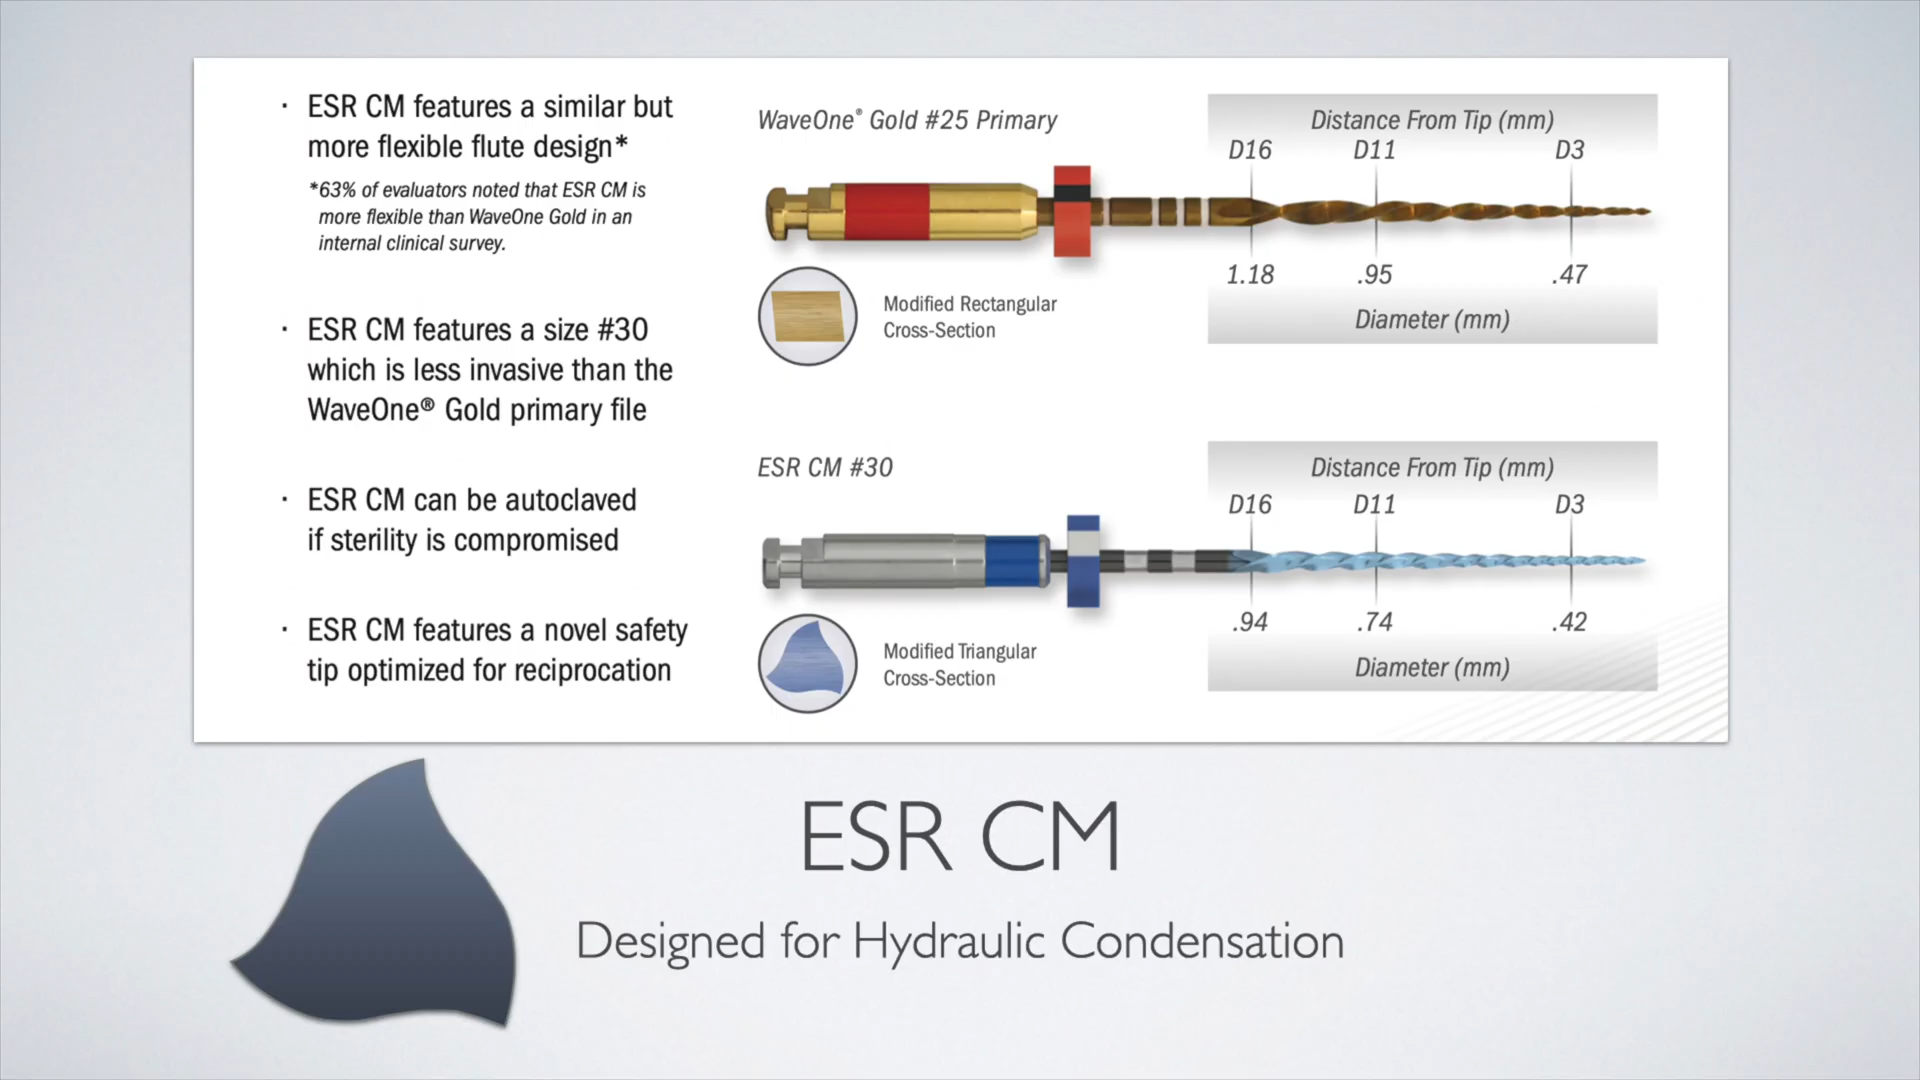 · ESR CM features a similar but
more flexible flute design*
*63% of evaluators noted that ESR CM is
more flexible than WaveOne Gold in an
internal clinical survey.
· ESR CM features a size #30
which is less invasive than the
WaveOne® Gold primary file
· ESR CM can be autoclaved
if sterility is compromised
· ESR CM features a novel safety
tip optimized for reciprocation
WaveOne® Gold #25 Primary
Distance From Tip (mm)
D16 D11 D3
1.18 .95 .47
Diameter (mm)
Modified Rectangular
Cross-Section
ESR CM #30
Distance From Tip (mm)
D16 D11 D3
.94 .74 .42
Diameter (mm)
Modified Triangular
Cross-Section
ESR CM
Designed for Hydraulic Condensation